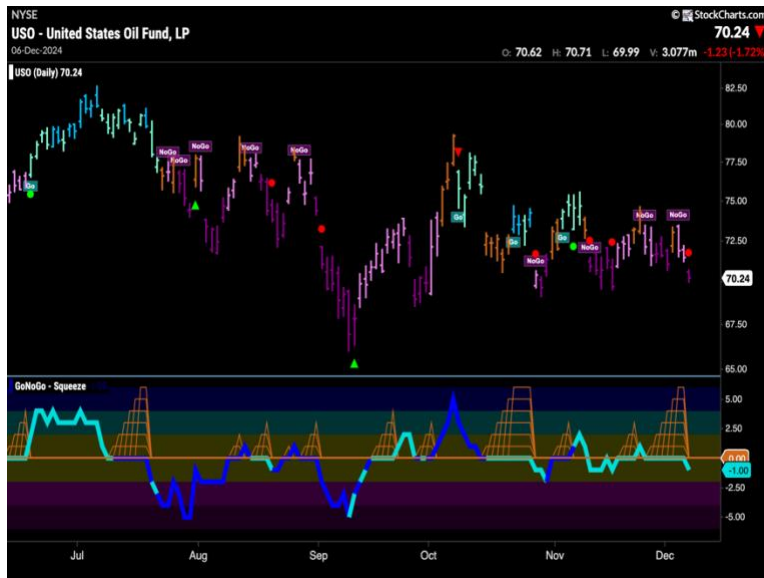 NYSE
© StockCharts.com
USO - United States Oil Fund, LP
70.24
06-Dec-2024
O: 70.62 H: 70.71 L: 69.99 V: 3.077m -1.23 (-1.72%)
USO (Daily) 70.24
82.50
80.00
NoGo
NoGo
NoGo
NoGo
NoGo
77.50
Go
75.00
Go
Go
Go
NoGo
NoGo
72.50
NoGo
NoGo
70.24
67.50
65.00
GoNoGo - Squeeze
5.00
2.50
0.00
-1.00
-2.50
-5.00
Jul Aug Sep Oct Nov Dec